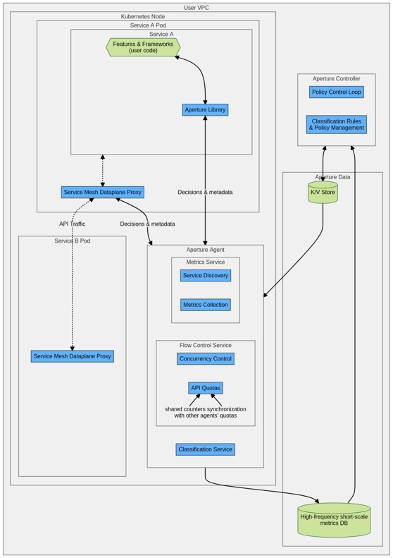 User VPC
Kubernetes Node
Service A Pod
Service A
Features & Frameworks
(user code)
Aperture Library
Aperture Controller
Policy Control Loop
Classification Rules
& Policy Management
Aperture Data
K/V Store
Service Mesh Dataplane Proxy
Decisions & metadata
API Traffic
Decisiens & metadata
Service B Pod
Aperture Agent
Metrics Service
Service Discovery
Metrics Collection
Flow Control Service
Service Mesh Dataplane Proxy
Concurrency Control
API Quotas
shared counters synchronization
with other agents' quotas
Classification Service
High-frequency short-scale
metrics DB